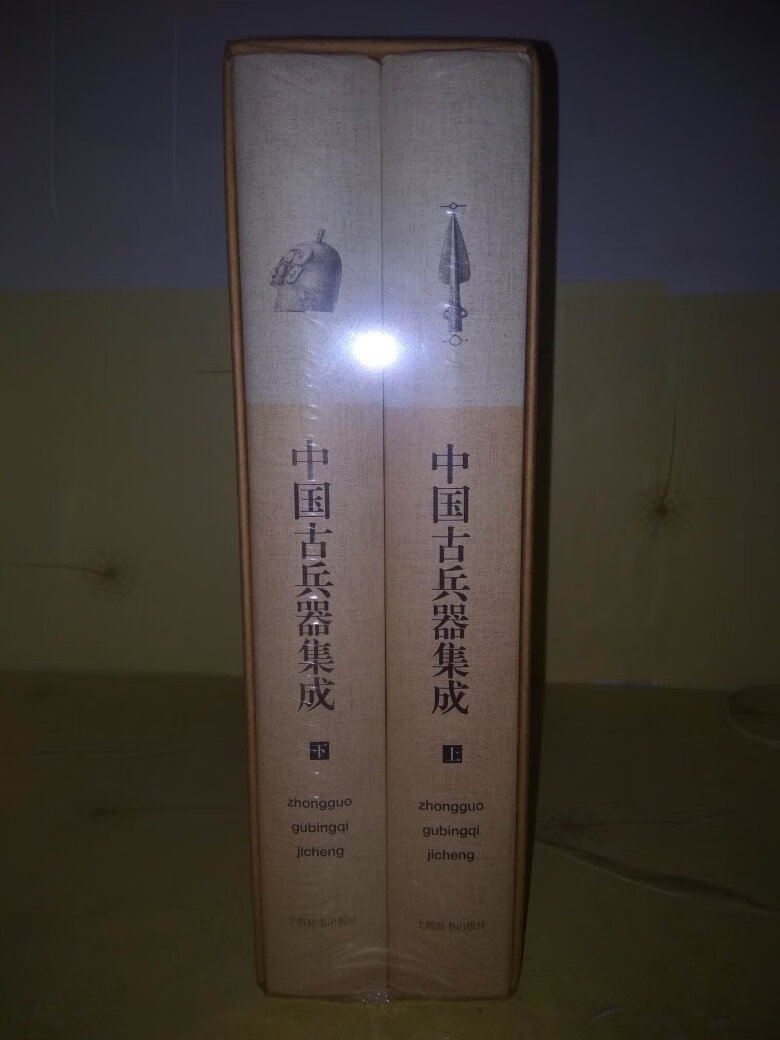 中国古兵器集成
下
zhongguo
gubingqi
jicheng
上海辞书出版社
中国古兵器集成
上
zhongguo
gubingqi
jicheng
上海辞书出版社